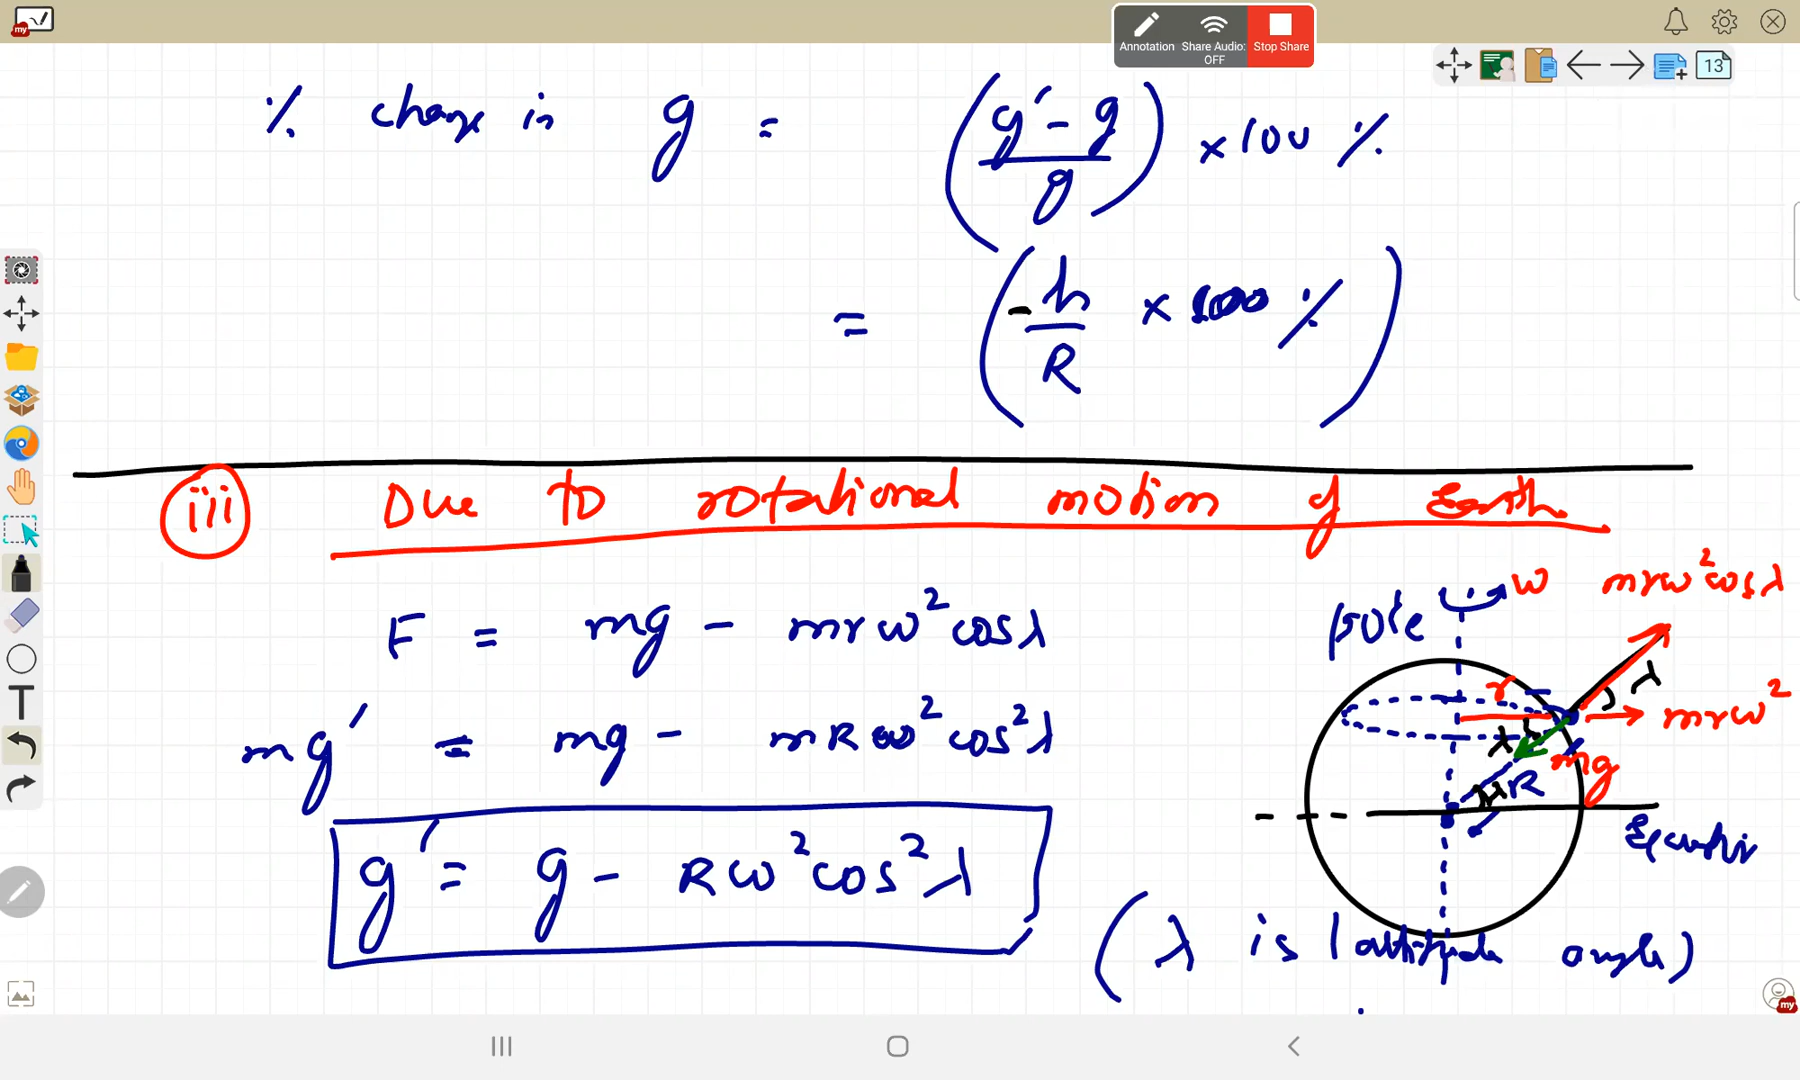 Annotation Share Audio: OFF Stop Share
13
% change in g = (g' - g / g) × 100 %
= (-h / R × 100 %)
(iii) Due to rotational motion of Earth
F = mg - mrω²cosλ
mg' = mg - mRω²cos²λ
g' = g - Rω²cos²λ
pole ω mrω²cosλ
r λ mrω²
mg
R
Equator
(λ is lattitude angle)